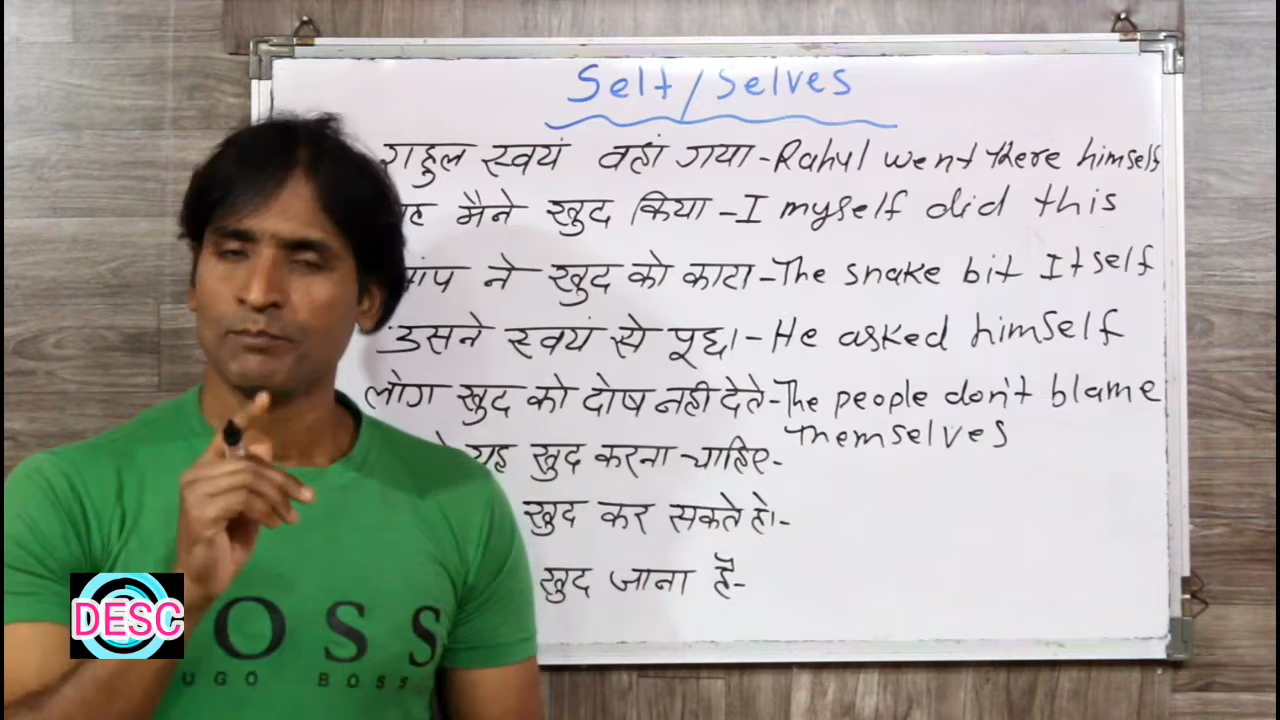 Self/Selves
राहुल स्वयं वहां गया-Rahul went there himself
मैने खुद किया-I myself did this
ने खुद को काटा-The snake bit Itself
उसने स्वयं से पूछा-He asked himself
लोग खुद को दोष नही देते-The people don't blame
themselves
यह खुद करना चाहिए-
खुद कर सकते हो-
खुद जाना है-
OSS
UGO BOSS
DESC